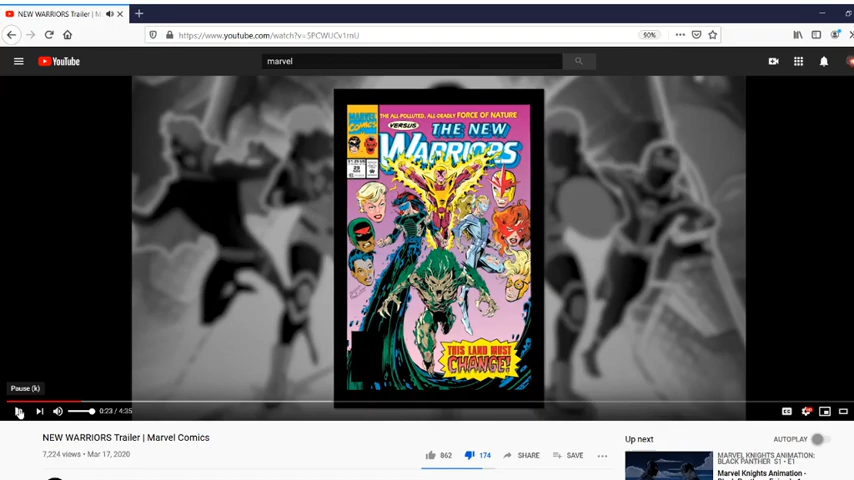 NEW WARRIORS Trailer | M
https://www.youtube.com/watch?v=5PCWUCv1rnU
90%
YouTube
marvel
THE ALL-POLLUTED, ALL-DEADLY FORCE OF NATURE
VERSUS
THE NEW
WARRIORS
MARVEL
COMICS
THIS LAND MUST
CHANGE!
Pause (k)
0:23 / 4:35
NEW WARRIORS Trailer | Marvel Comics
7,224 views • Mar 17, 2020
862
174
SHARE
SAVE
Up next
AUTOPLAY
MARVEL KNIGHTS ANIMATION:
BLACK PANTHER S1 • E1
Marvel Knights Animation -